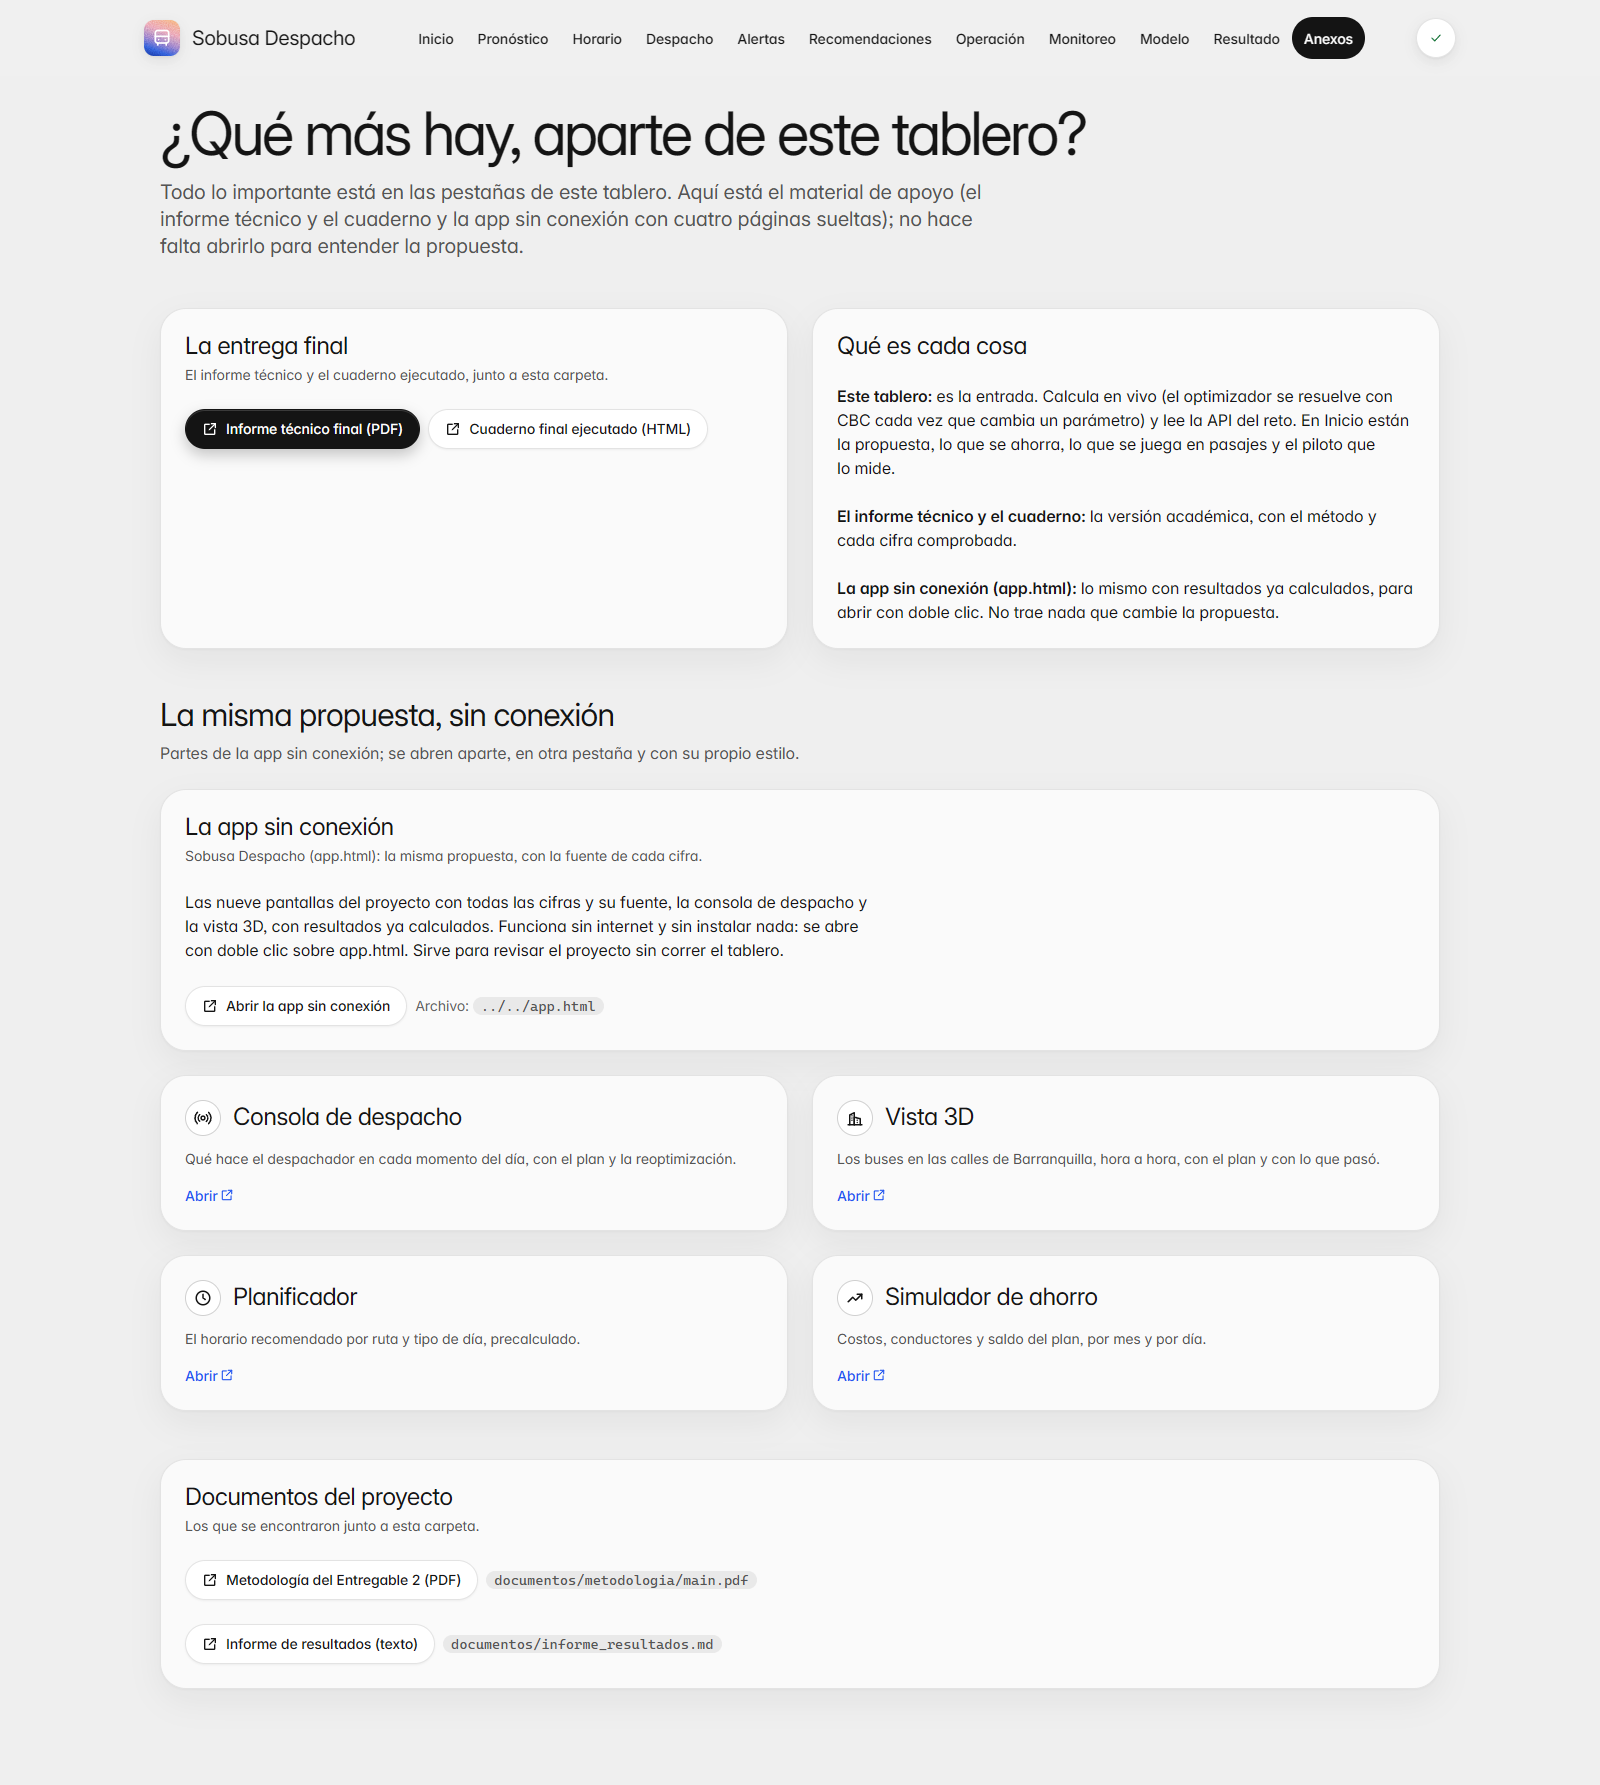 Sobusa Despacho
Inicio
Pronóstico
Horario
Despacho
Alertas
Recomendaciones
Operación
Monitoreo
Modelo
Resultado
Anexos
¿Qué más hay, aparte de este tablero?
Todo lo importante está en las pestañas de este tablero. Aquí está el material de apoyo (el
informe técnico y el cuaderno y la app sin conexión con cuatro páginas sueltas); no hace
falta abrirlo para entender la propuesta.
La entrega final
El informe técnico y el cuaderno ejecutado, junto a esta carpeta.
Informe técnico final (PDF)
Cuaderno final ejecutado (HTML)
Qué es cada cosa
Este tablero: es la entrada. Calcula en vivo (el optimizador se resuelve con
CBC cada vez que cambia un parámetro) y lee la API del reto. En Inicio están
la propuesta, lo que se ahorra, lo que se juega en pasajes y el piloto que
lo mide.
El informe técnico y el cuaderno: la versión académica, con el método y
cada cifra comprobada.
La app sin conexión (app.html): lo mismo con resultados ya calculados, para
abrir con doble clic. No trae nada que cambie la propuesta.
La misma propuesta, sin conexión
Partes de la app sin conexión; se abren aparte, en otra pestaña y con su propio estilo.
La app sin conexión
Sobusa Despacho (app.html): la misma propuesta, con la fuente de cada cifra.
Las nueve pantallas del proyecto con todas las cifras y su fuente, la consola de despacho y
la vista 3D, con resultados ya calculados. Funciona sin internet y sin instalar nada: se abre
con doble clic sobre app.html. Sirve para revisar el proyecto sin correr el tablero.
Abrir la app sin conexión
Archivo: ../../app.html
Consola de despacho
Qué hace el despachador en cada momento del día, con el plan y la reoptimización.
Abrir
Vista 3D
Los buses en las calles de Barranquilla, hora a hora, con el plan y con lo que pasó.
Abrir
Planificador
El horario recomendado por ruta y tipo de día, precalculado.
Abrir
Simulador de ahorro
Costos, conductores y saldo del plan, por mes y por día.
Abrir
Documentos del proyecto
Los que se encontraron junto a esta carpeta.
Metodología del Entregable 2 (PDF)
documentos/metodologia/main.pdf
Informe de resultados (texto)
documentos/informe_resultados.md